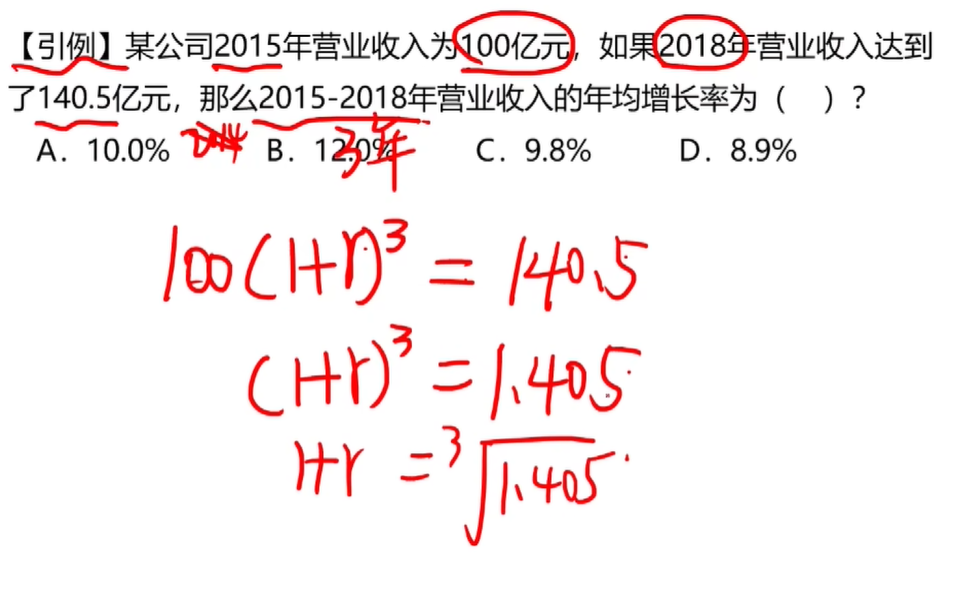 【引例】某公司2015年营业收入为100亿元，如果2018年营业收入达到
了140.5亿元，那么2015-2018年营业收入的年均增长率为（　）？
3年
A．10.0%　B．12.0%　C．9.8%　D．8.9%
100(1+r)³ = 140.5
(1+r)³ = 1.405
1+r = ³√1.405